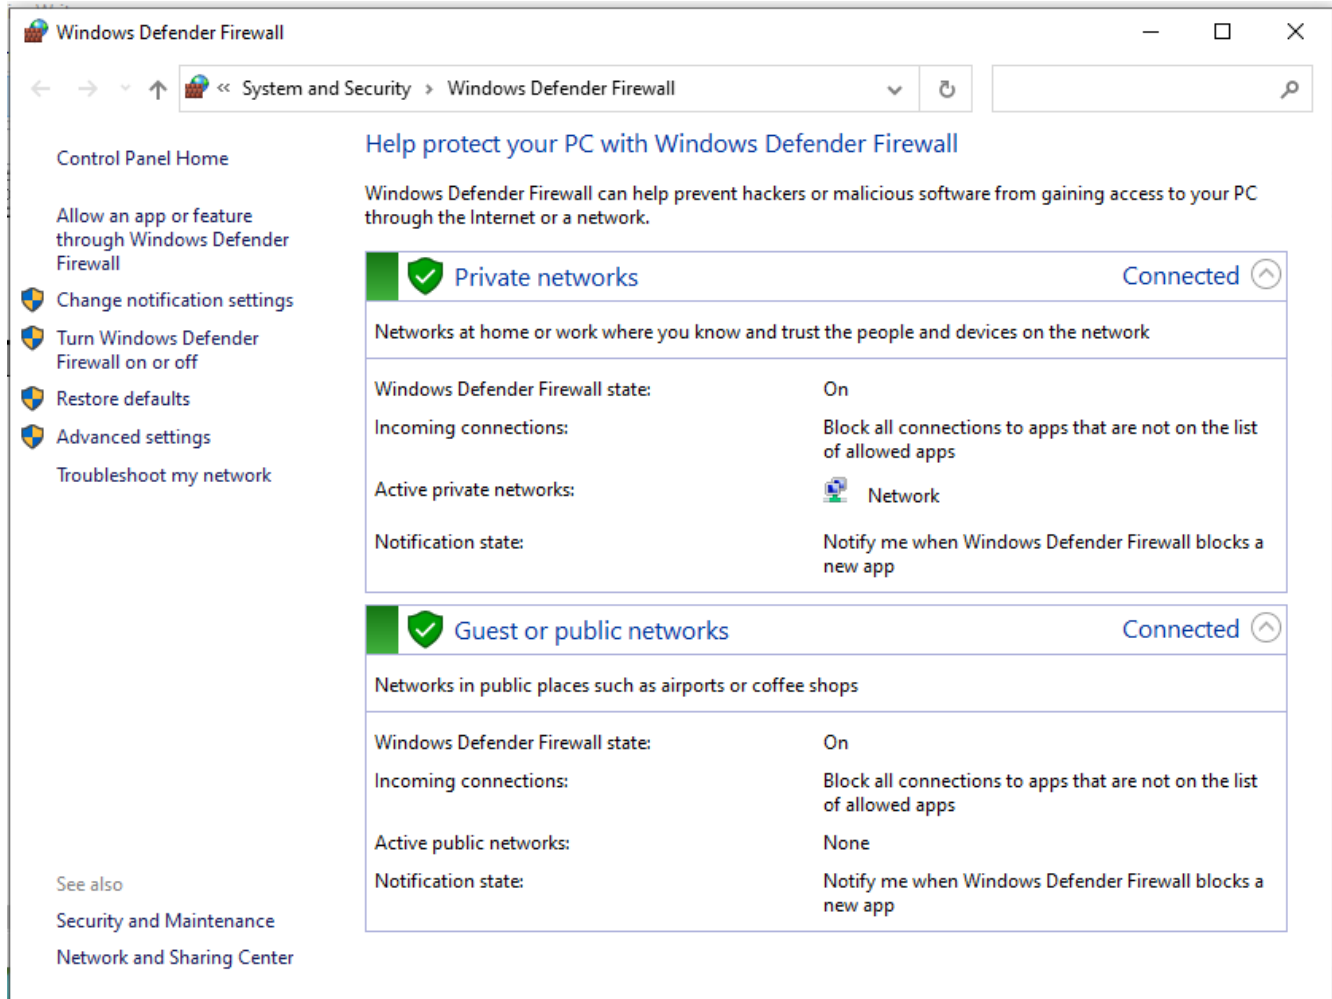 Windows Defender Firewall
« System and Security › Windows Defender Firewall
Control Panel Home
Allow an app or feature
through Windows Defender
Firewall
Change notification settings
Turn Windows Defender
Firewall on or off
Restore defaults
Advanced settings
Troubleshoot my network
See also
Security and Maintenance
Network and Sharing Center
Help protect your PC with Windows Defender Firewall
Windows Defender Firewall can help prevent hackers or malicious software from gaining access to your PC
through the Internet or a network.
Private networks
Connected
Networks at home or work where you know and trust the people and devices on the network
Windows Defender Firewall state:
On
Incoming connections:
Block all connections to apps that are not on the list
of allowed apps
Active private networks:
Network
Notification state:
Notify me when Windows Defender Firewall blocks a
new app
Guest or public networks
Connected
Networks in public places such as airports or coffee shops
Windows Defender Firewall state:
On
Incoming connections:
Block all connections to apps that are not on the list
of allowed apps
Active public networks:
None
Notification state:
Notify me when Windows Defender Firewall blocks a
new app